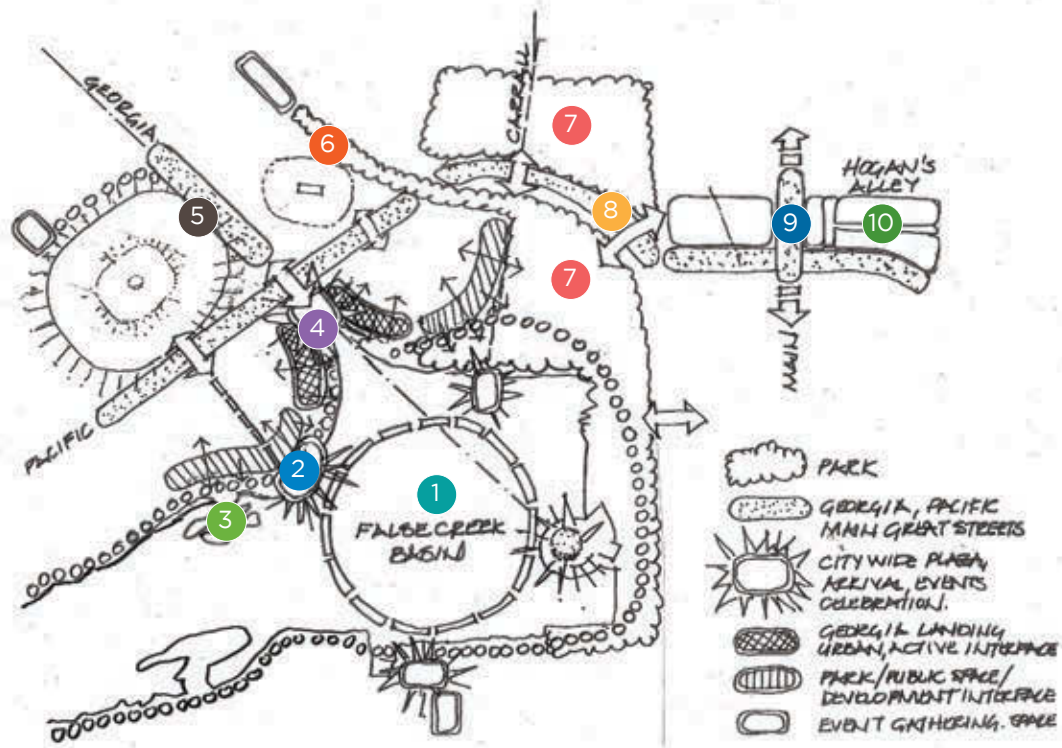 GEORGIA
CARRALL
7
6
HOGAN'S
ALLEY
5
8
9
10
7
4
MAIN
PACIFIC
2
1
3
FALSE CREEK
BASIN
PARK
GEORGIA, PACIFIC
MAIN GREAT STREETS
CITY WIDE PLAZA,
ARRIVAL, EVENTS
CELEBRATION.
GEORGIA LANDING
URBAN, ACTIVE INTERFACE
PARK/PUBLIC SPACE/
DEVELOPMENT INTERFACE
EVENT GATHERING. SPACE